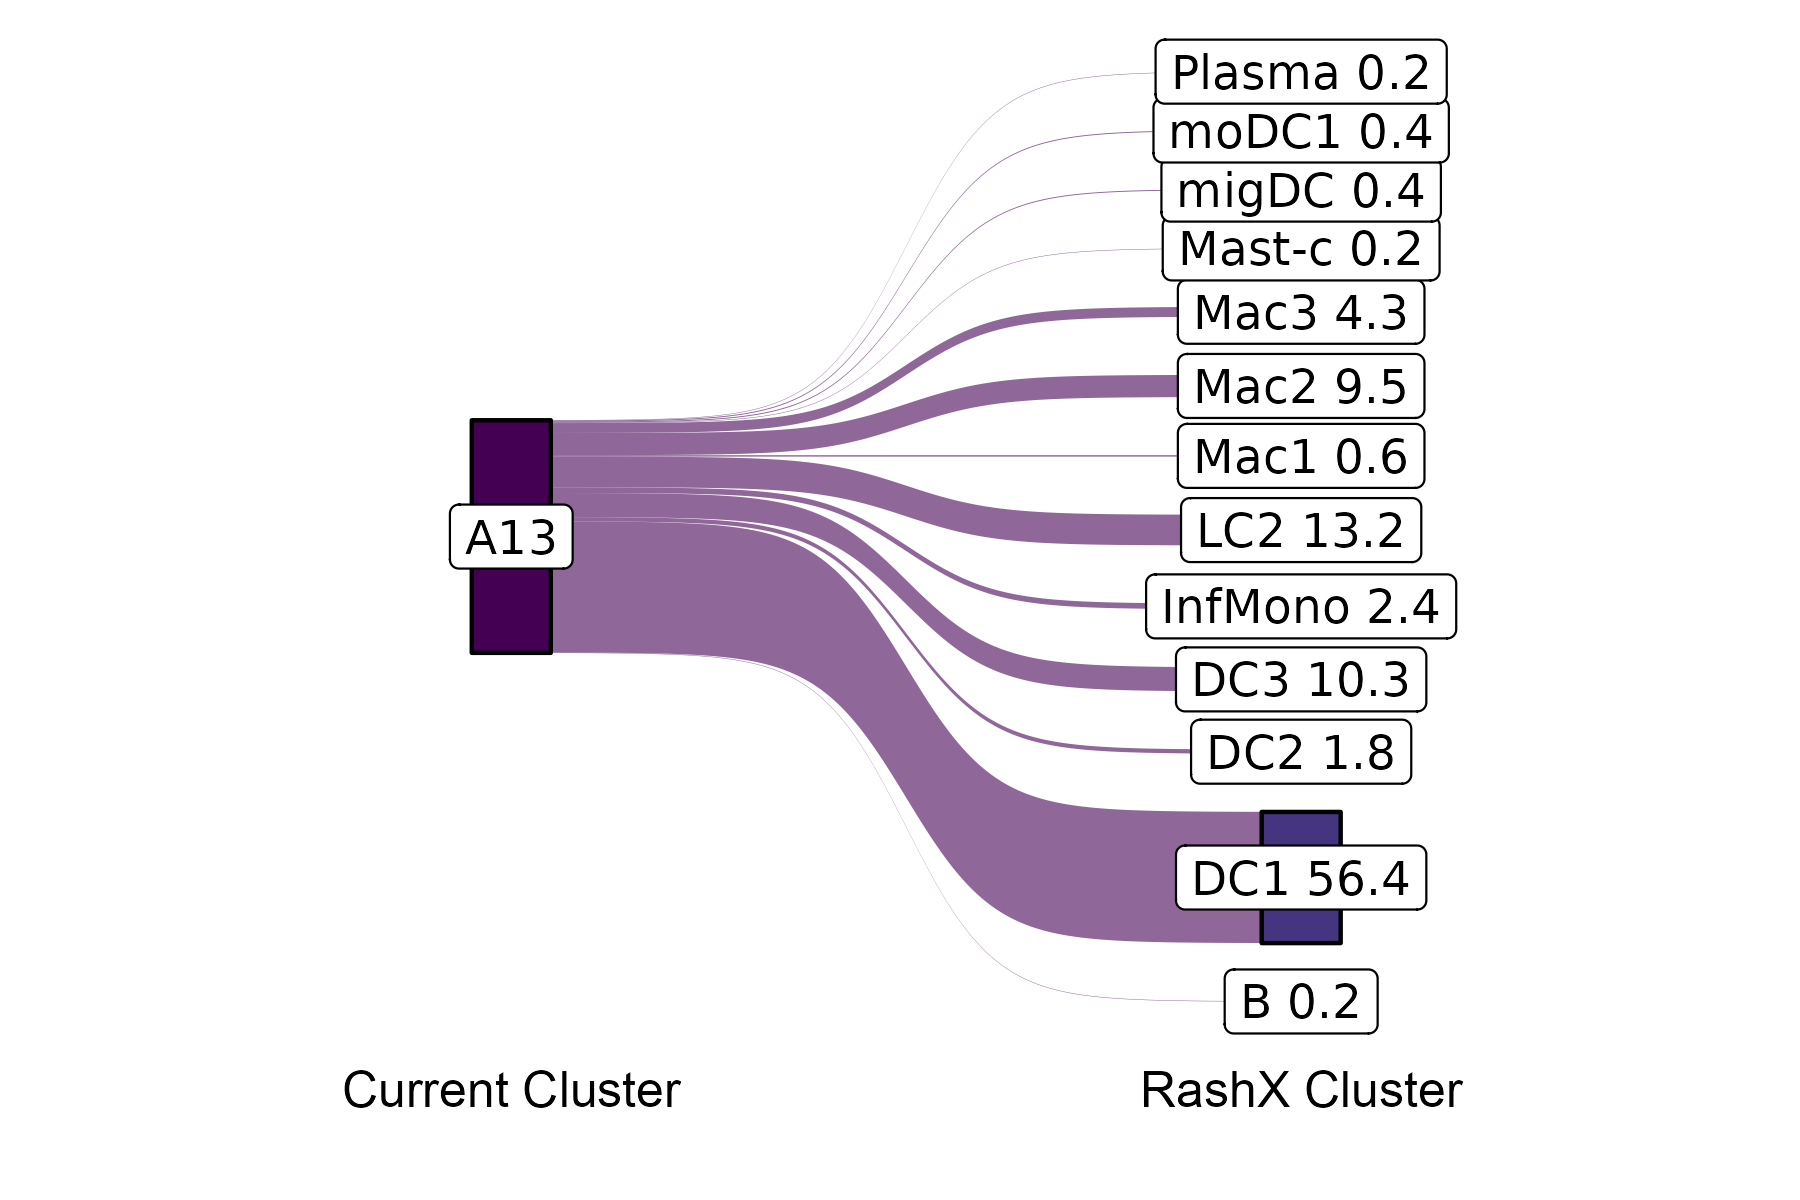 Plasma 0.2
moDC1 0.4
migDC 0.4
Mast-c 0.2
Mac3 4.3
Mac2 9.5
Mac1 0.6
LC2 13.2
A13
InfMono 2.4
DC3 10.3
DC2 1.8
DC1 56.4
B 0.2
Current Cluster
RashX Cluster